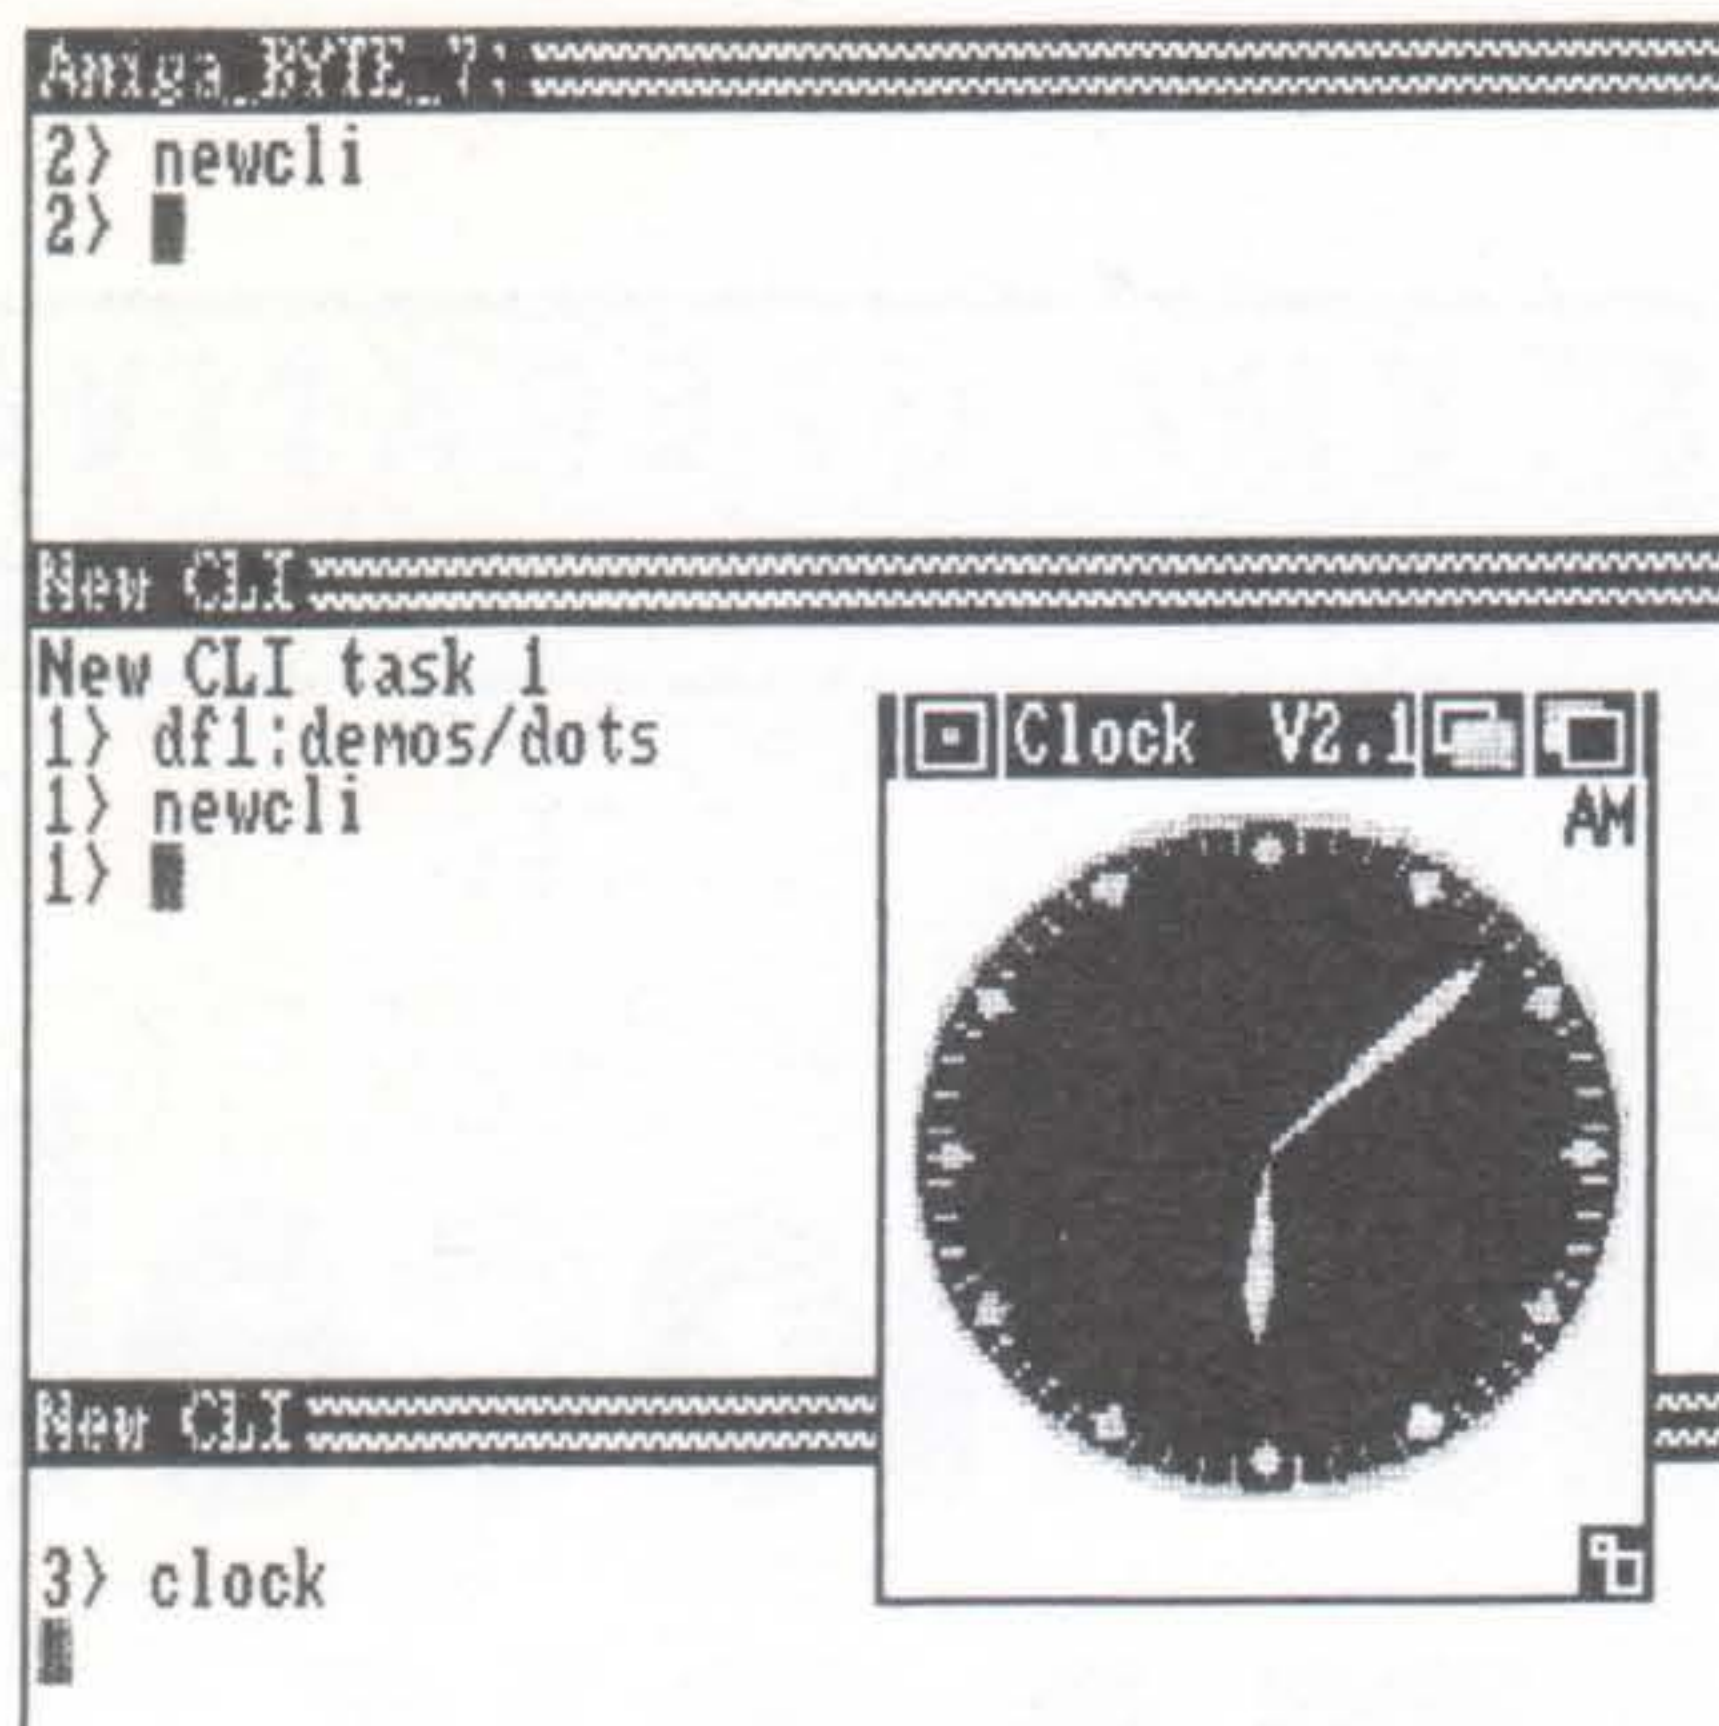 Amiga_BYTE_7:
2> newcli
2>
New CLI
New CLI task 1
1> df1:demos/dots
1> newcli
1>
Clock V2.1
AM
New CLI
3> clock